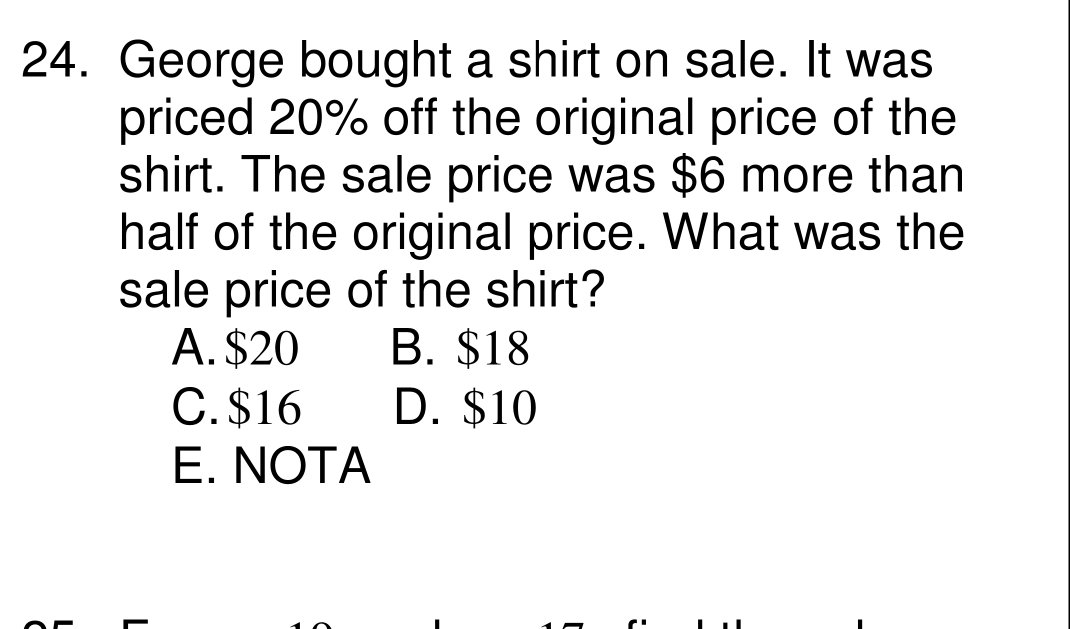 24. George bought a shirt on sale. It was
priced 20% off the original price of the
shirt. The sale price was $6 more than
half of the original price. What was the
sale price of the shirt?
A. $20 B. $18
C. $16 D. $10
E. NOTA